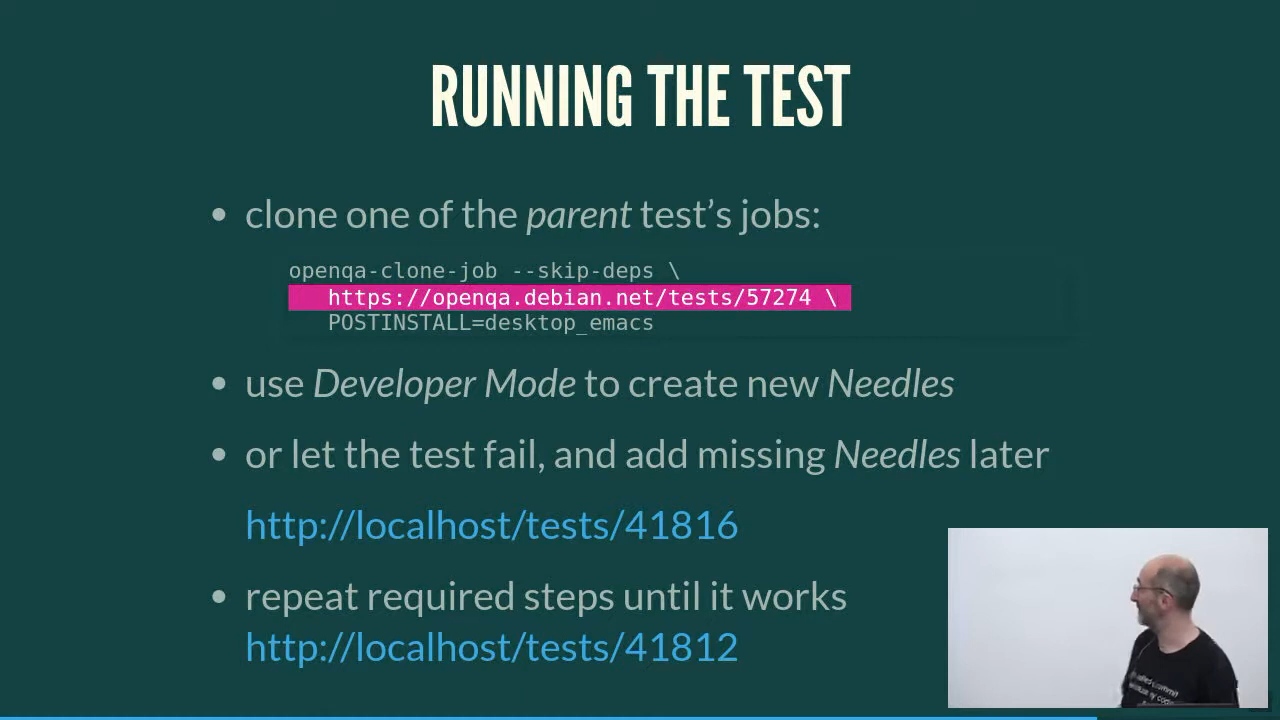 RUNNING THE TEST
• clone one of the parent test’s jobs:
openqa-clone-job --skip-deps \
https://openqa.debian.net/tests/57274 \
POSTINSTALL=desktop_emacs
• use Developer Mode to create new Needles
• or let the test fail, and add missing Needles later
http://localhost/tests/41816
• repeat required steps until it works
http://localhost/tests/41812